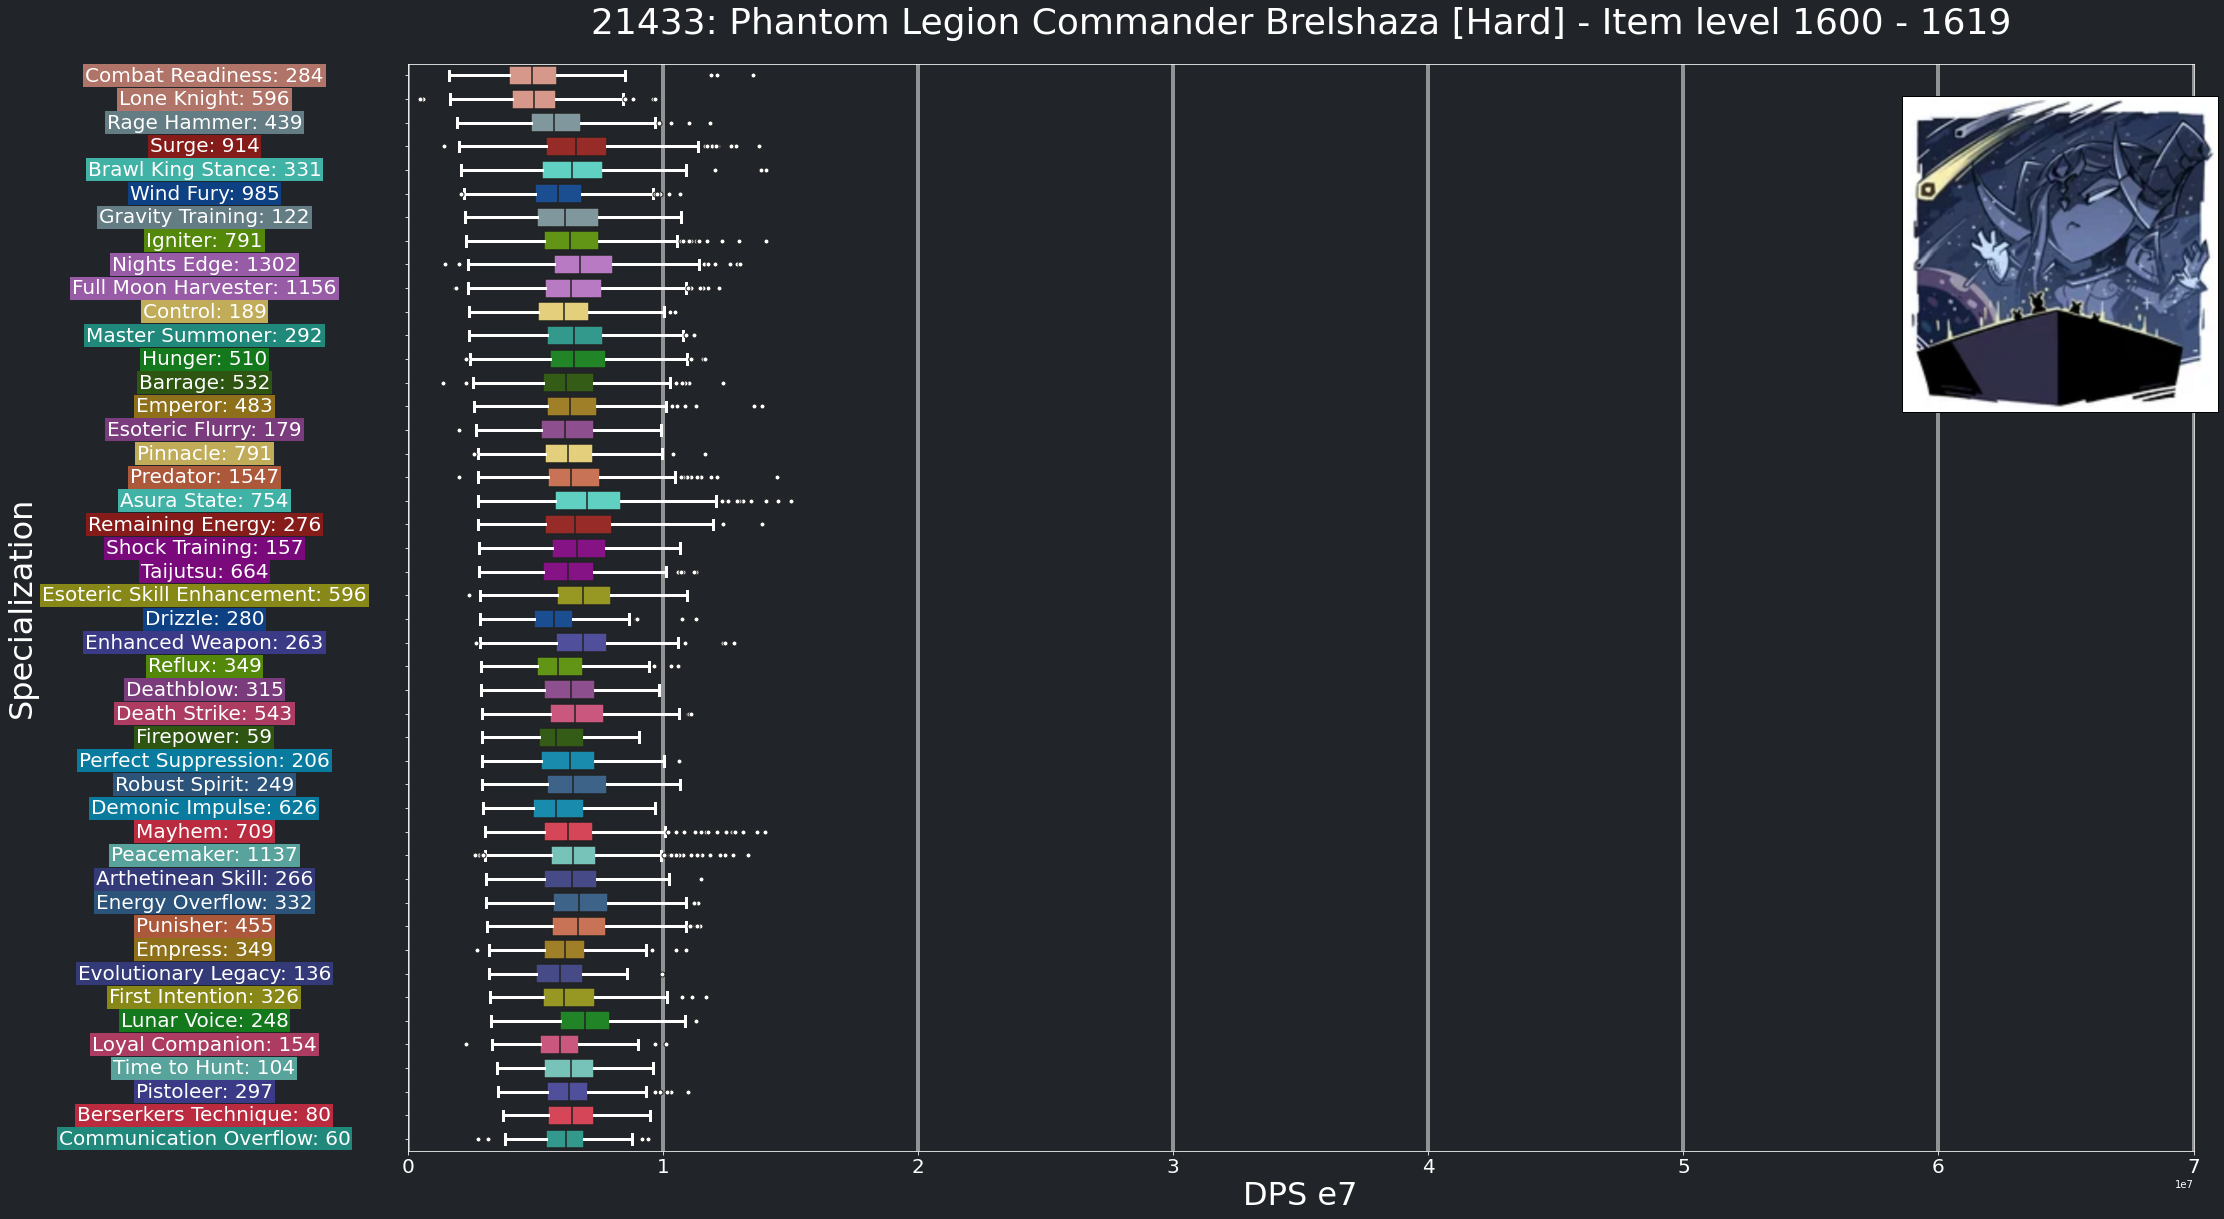 21433: Phantom Legion Commander Brelshaza [Hard] - Item level 1600 - 1619
Combat Readiness: 284
Lone Knight: 596
Rage Hammer: 439
Surge: 914
Brawl King Stance: 331
Wind Fury: 985
Gravity Training: 122
Igniter: 791
Nights Edge: 1302
Full Moon Harvester: 1156
Control: 189
Master Summoner: 292
Hunger: 510
Barrage: 532
Emperor: 483
Esoteric Flurry: 179
Pinnacle: 791
Predator: 1547
Asura State: 754
Remaining Energy: 276
Shock Training: 157
Taijutsu: 664
Esoteric Skill Enhancement: 596
Drizzle: 280
Enhanced Weapon: 263
Reflux: 349
Deathblow: 315
Death Strike: 543
Firepower: 59
Perfect Suppression: 206
Robust Spirit: 249
Demonic Impulse: 626
Mayhem: 709
Peacemaker: 1137
Arthetinean Skill: 266
Energy Overflow: 332
Punisher: 455
Empress: 349
Evolutionary Legacy: 136
First Intention: 326
Lunar Voice: 248
Loyal Companion: 154
Time to Hunt: 104
Pistoleer: 297
Berserkers Technique: 80
Communication Overflow: 60
Specialization
0 1 2 3 4 5 6 7
1e7
DPS e7